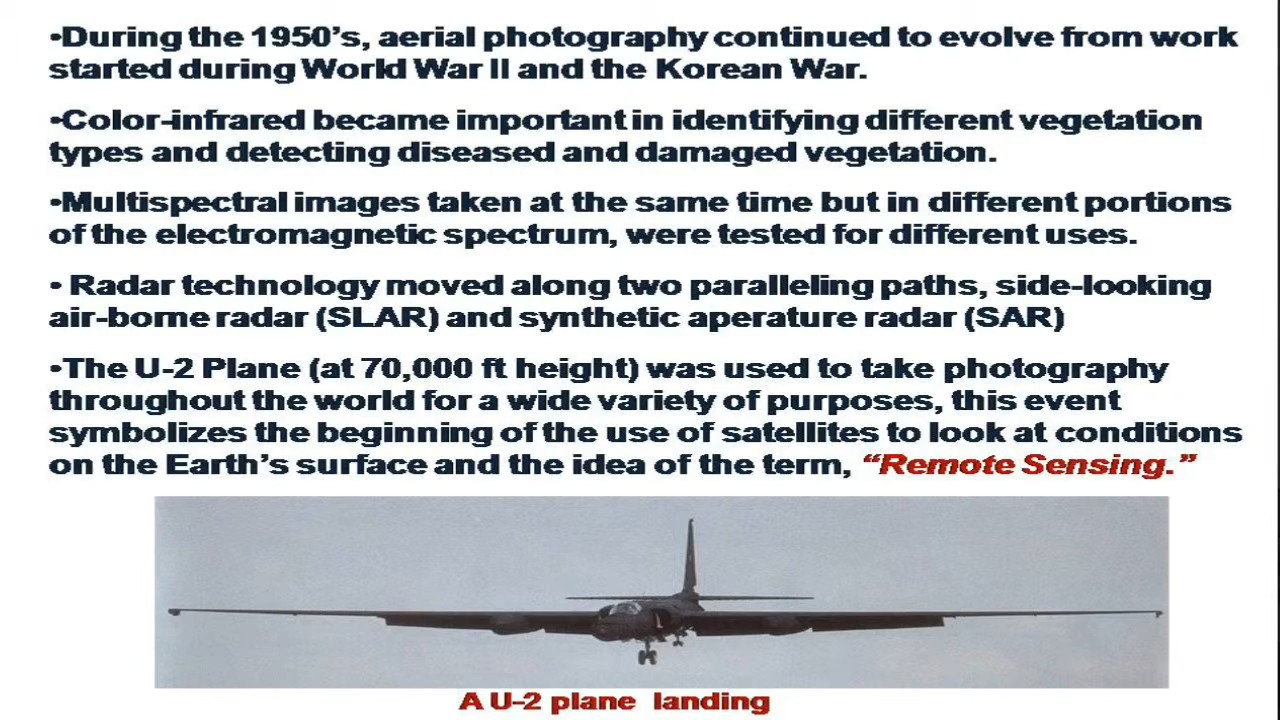 •During the 1950's, aerial photography continued to evolve from work
started during World War II and the Korean War.
•Color-infrared became important in identifying different vegetation
types and detecting diseased and damaged vegetation.
•Multispectral images taken at the same time but in different portions
of the electromagnetic spectrum, were tested for different uses.
• Radar technology moved along two paralleling paths, side-looking
air-borne radar (SLAR) and synthetic aperature radar (SAR)
•The U-2 Plane (at 70,000 ft height) was used to take photography
throughout the world for a wide variety of purposes, this event
symbolizes the beginning of the use of satellites to look at conditions
on the Earth's surface and the idea of the term, “Remote Sensing.”
A U-2 plane landing